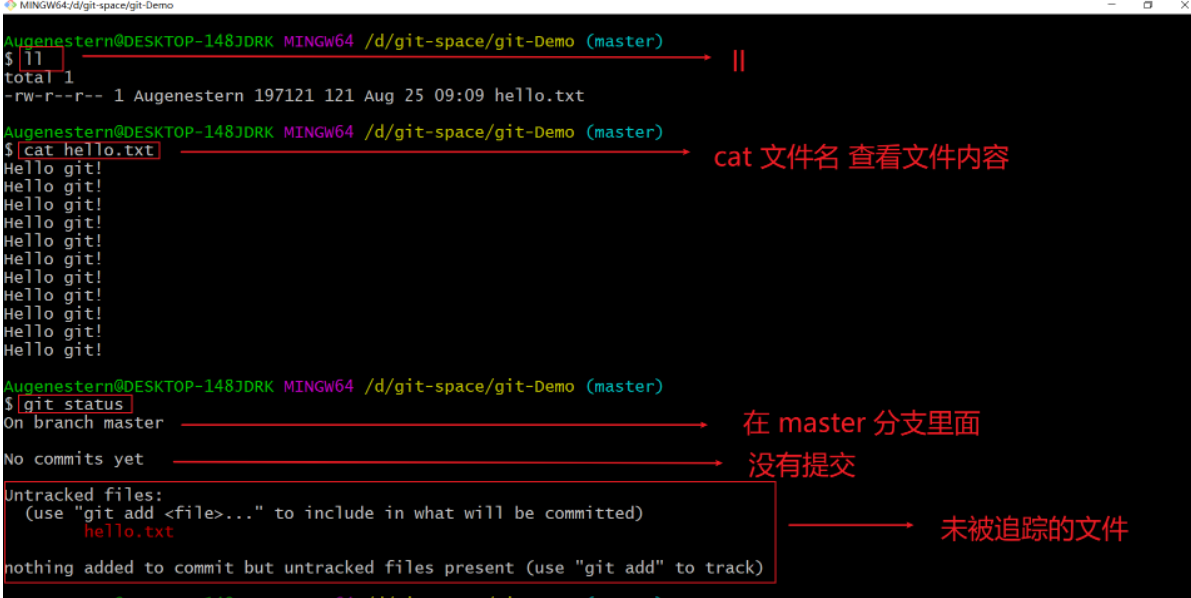 MINGW64:/d/git-space/git-Demo
Augenestern@DESKTOP-148JDRK MINGW64 /d/git-space/git-Demo (master)
$ ll
ll
total 1
-rw-r--r-- 1 Augenestern 197121 121 Aug 25 09:09 hello.txt
Augenestern@DESKTOP-148JDRK MINGW64 /d/git-space/git-Demo (master)
$ cat hello.txt
cat 文件名 查看文件内容
Hello git!
Hello git!
Hello git!
Hello git!
Hello git!
Hello git!
Hello git!
Hello git!
Hello git!
Hello git!
Hello git!
Augenestern@DESKTOP-148JDRK MINGW64 /d/git-space/git-Demo (master)
$ git status
On branch master
在 master 分支里面
No commits yet
没有提交
Untracked files:
(use "git add <file>..." to include in what will be committed)
hello.txt
未被追踪的文件
nothing added to commit but untracked files present (use "git add" to track)